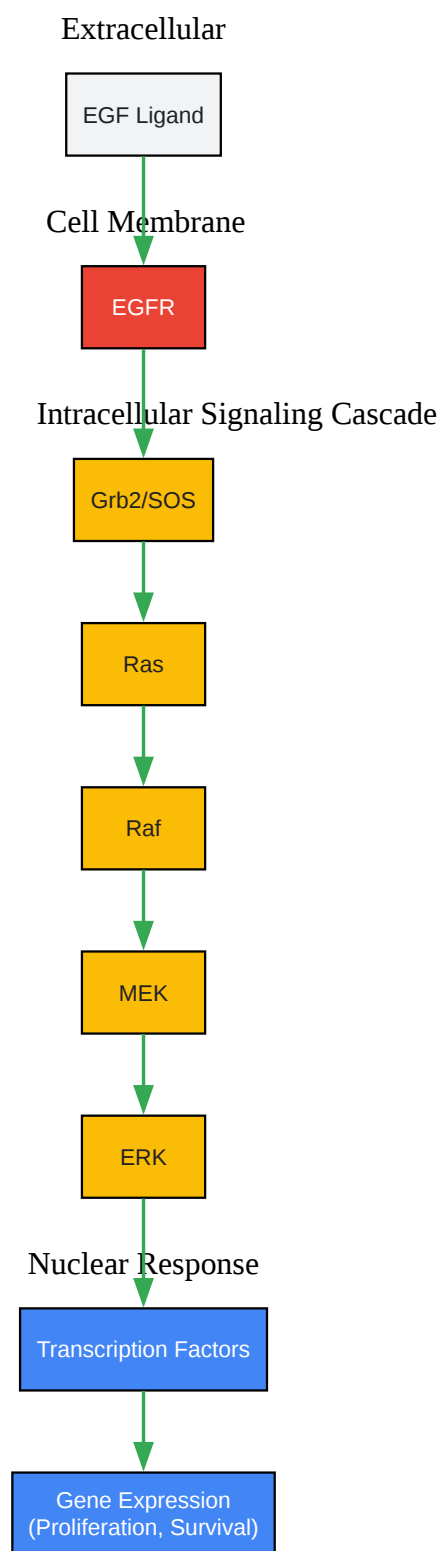 Extracellular
EGF Ligand
Cell Membrane
EGFR
Intracellular Signaling Cascade
Grb2/SOS
Ras
Raf
MEK
ERK
Nuclear Response
Transcription Factors
Gene Expression
(Proliferation, Survival)